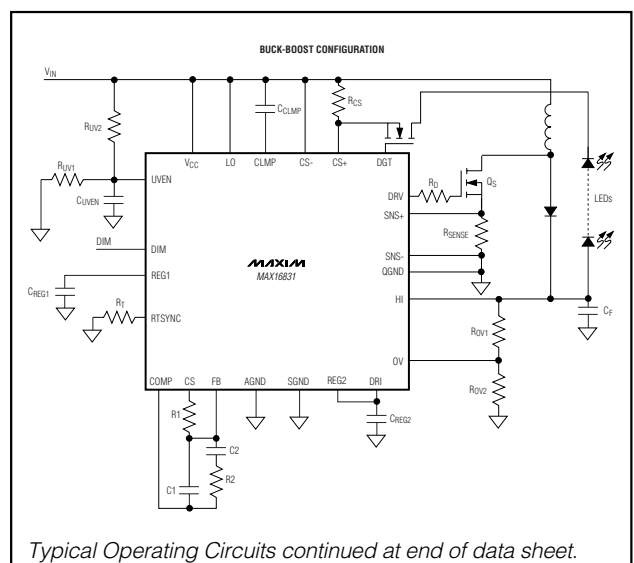 BUCK-BOOST CONFIGURATION
VIN
RUV2
RUV1
CUVEN
CCLMP
RCS
VCC LO CLMP CS- CS+ DGT
UVEN
DIM DIM
REG1
CREG1
RT
RTSYNC
MAXIM
MAX16831
DRV
RD
QS
SNS+
RSENSE
SNS-
QGND
HI
OV
LEDs
CF
ROV1
ROV2
COMP CS FB AGND SGND REG2 DRI
R1
C2
C1
R2
CREG2
Typical Operating Circuits continued at end of data sheet.